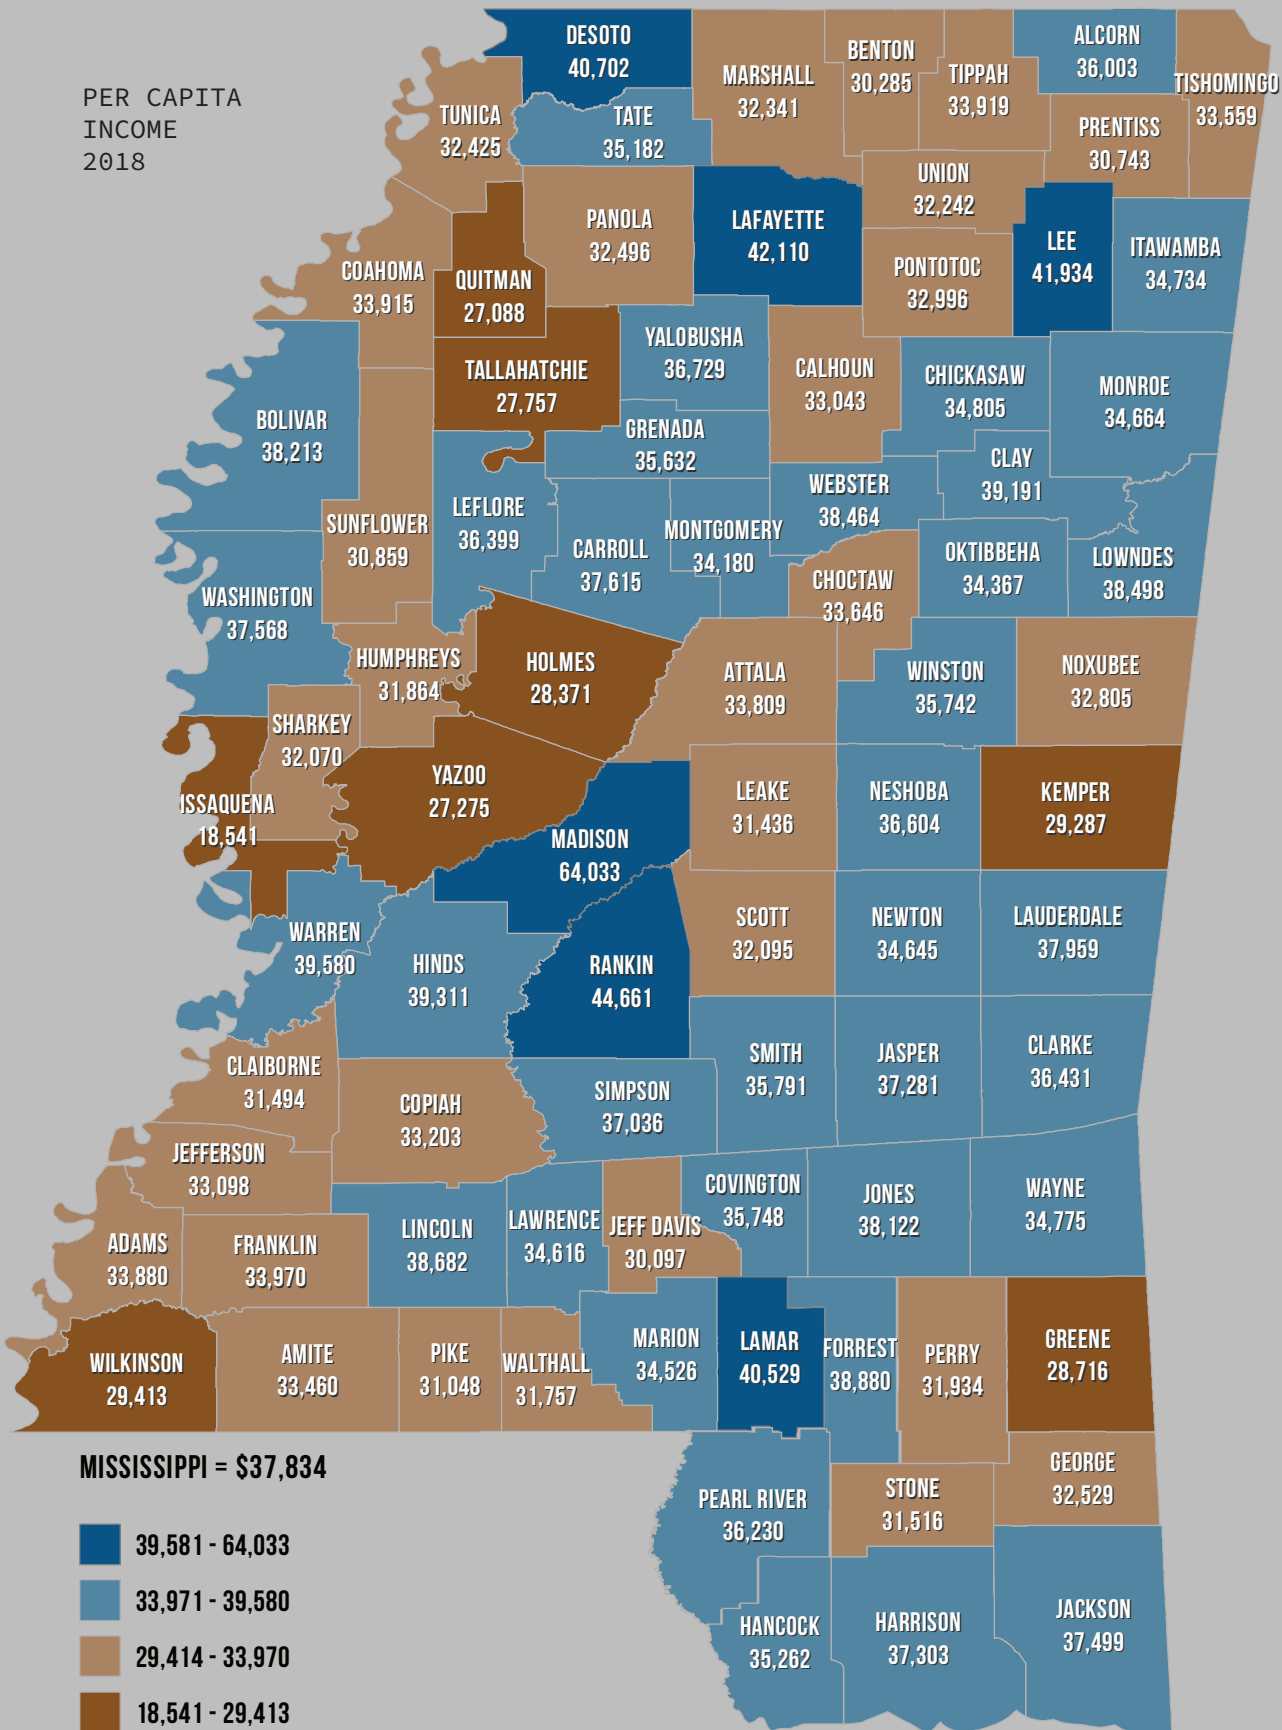 PER CAPITA
INCOME
2018
DESOTO
40,702
MARSHALL
32,341
BENTON
30,285
TIPPAH
33,919
ALCORN
36,003
TISHOMINGO
33,559
TUNICA
32,425
TATE
35,182
PRENTISS
30,743
UNION
32,242
PANOLA
32,496
LAFAYETTE
42,110
LEE
41,934
ITAWAMBA
34,734
COAHOMA
33,915
QUITMAN
27,088
PONTOTOC
32,996
TALLAHATCHIE
27,757
YALOBUSHA
36,729
CALHOUN
33,043
CHICKASAW
34,805
MONROE
34,664
BOLIVAR
38,213
GRENADA
35,632
CLAY
39,191
SUNFLOWER
30,859
LEFLORE
36,399
CARROLL
37,615
MONTGOMERY
34,180
WEBSTER
38,464
CHOCTAW
33,646
OKTIBBEHA
34,367
LOWNDES
38,498
WASHINGTON
37,568
HUMPHREYS
31,864
HOLMES
28,371
ATTALA
33,809
WINSTON
35,742
NOXUBEE
32,805
SHARKEY
32,070
ISSAQUENA
18,541
YAZOO
27,275
MADISON
64,033
LEAKE
31,436
NESHOBA
36,604
KEMPER
29,287
WARREN
39,580
HINDS
39,311
RANKIN
44,661
SCOTT
32,095
NEWTON
34,645
LAUDERDALE
37,959
CLAIBORNE
31,494
COPIAH
33,203
SIMPSON
37,036
SMITH
35,791
JASPER
37,281
CLARKE
36,431
JEFFERSON
33,098
ADAMS
33,880
FRANKLIN
33,970
LINCOLN
38,682
LAWRENCE
34,616
JEFF DAVIS
30,097
COVINGTON
35,748
JONES
38,122
WAYNE
34,775
WILKINSON
29,413
AMITE
33,460
PIKE
31,048
WALTHALL
31,757
MARION
34,526
LAMAR
40,529
FORREST
38,880
PERRY
31,934
GREENE
28,716
PEARL RIVER
36,230
STONE
31,516
GEORGE
32,529
HANCOCK
35,262
HARRISON
37,303
JACKSON
37,499
MISSISSIPPI = $37,834
39,581 - 64,033
33,971 - 39,580
29,414 - 33,970
18,541 - 29,413